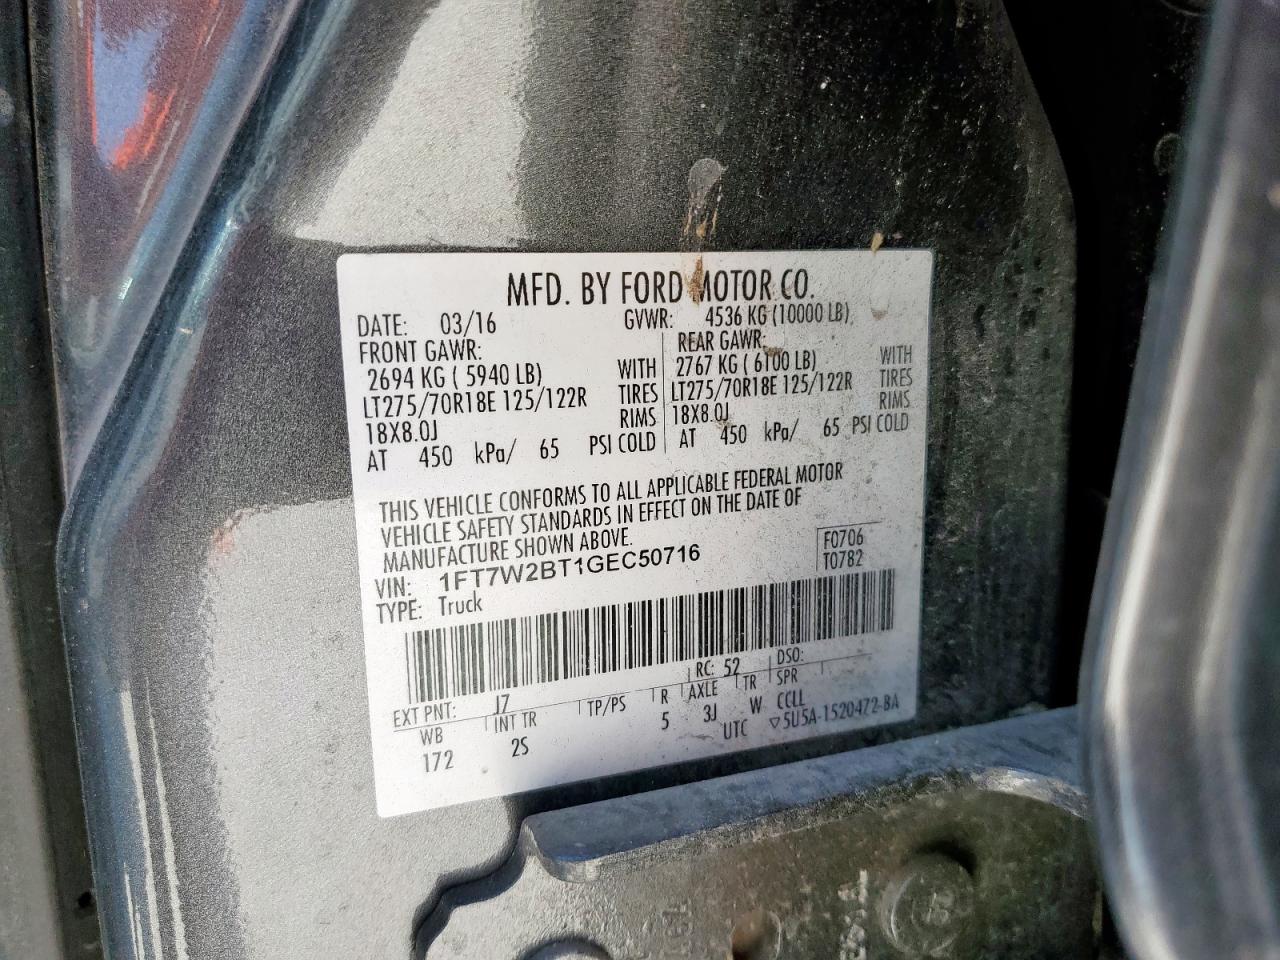 MFD. BY FORD MOTOR CO.
DATE: 03/16 GVWR: 4536 KG (10000 LB)
FRONT GAWR: REAR GAWR:
2694 KG ( 5940 LB) WITH 2767 KG ( 6100 LB) WITH
LT275/70R18E 125/122R TIRES LT275/70R18E 125/122R TIRES
18X8.0J RIMS 18X8.0J RIMS
AT 450 kPa/ 65 PSI COLD AT 450 kPa/ 65 PSI COLD
THIS VEHICLE CONFORMS TO ALL APPLICABLE FEDERAL MOTOR
VEHICLE SAFETY STANDARDS IN EFFECT ON THE DATE OF
MANUFACTURE SHOWN ABOVE.
F0706
T0782
VIN: 1FT7W2BT1GEC50716
TYPE: Truck
EXT PNT: J7 RC: 52 DSO:
WB INT TR TP/PS R AXLE TR SPR
172 2S 5 3J W CCLL
UTC ▽5U5A-1520472-BA